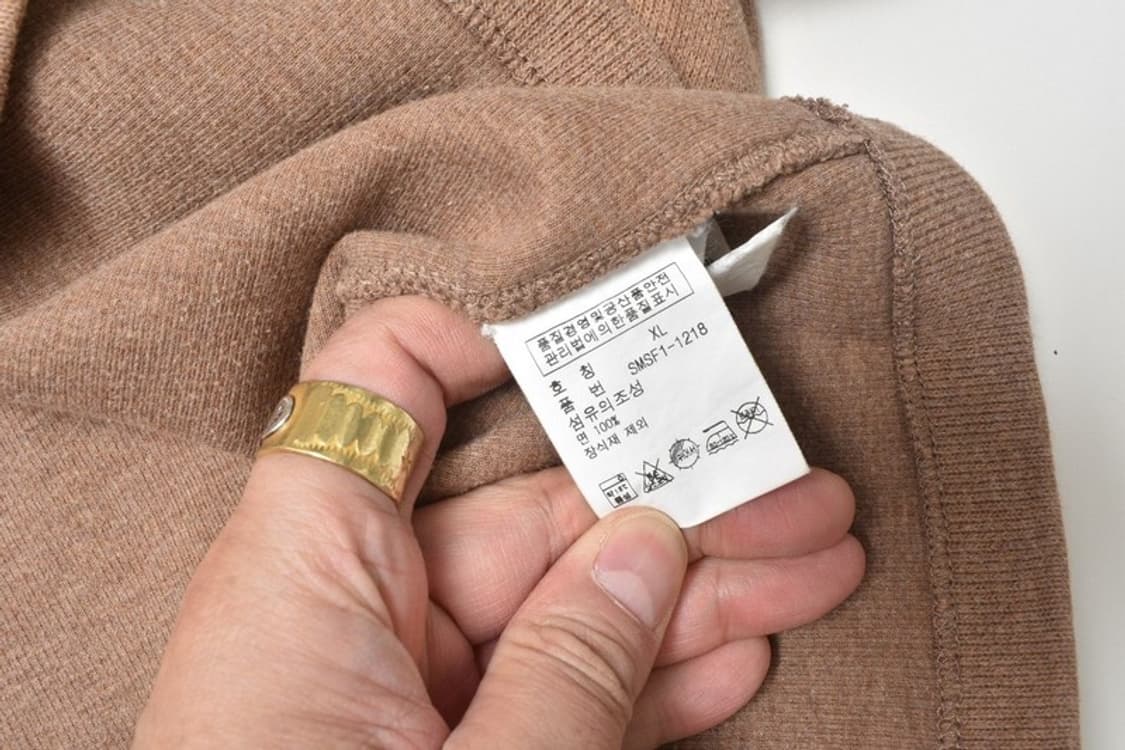 품질경영및공산품안전
관리법에의한품질표시
호 칭 XL
품 번 SMSF1-1218
섬유의조성
면 100%
장식재 제외